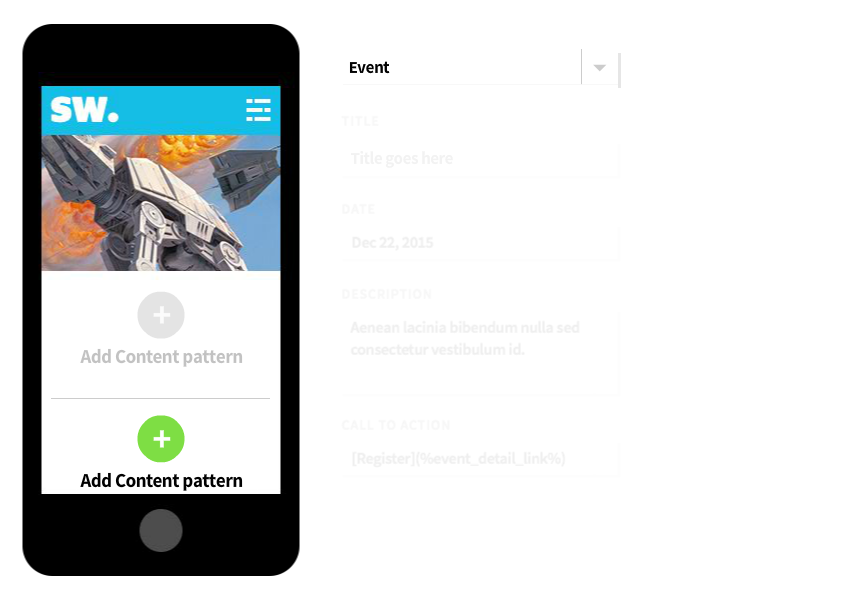 SW.
Add Content pattern
Add Content pattern
Event
TITLE
Title goes here
DATE
Dec 22, 2015
DESCRIPTION
Aenean lacinia bibendum nulla sed
consectetur vestibulum id.
CALL TO ACTION
[Register](%event_detail_link%)